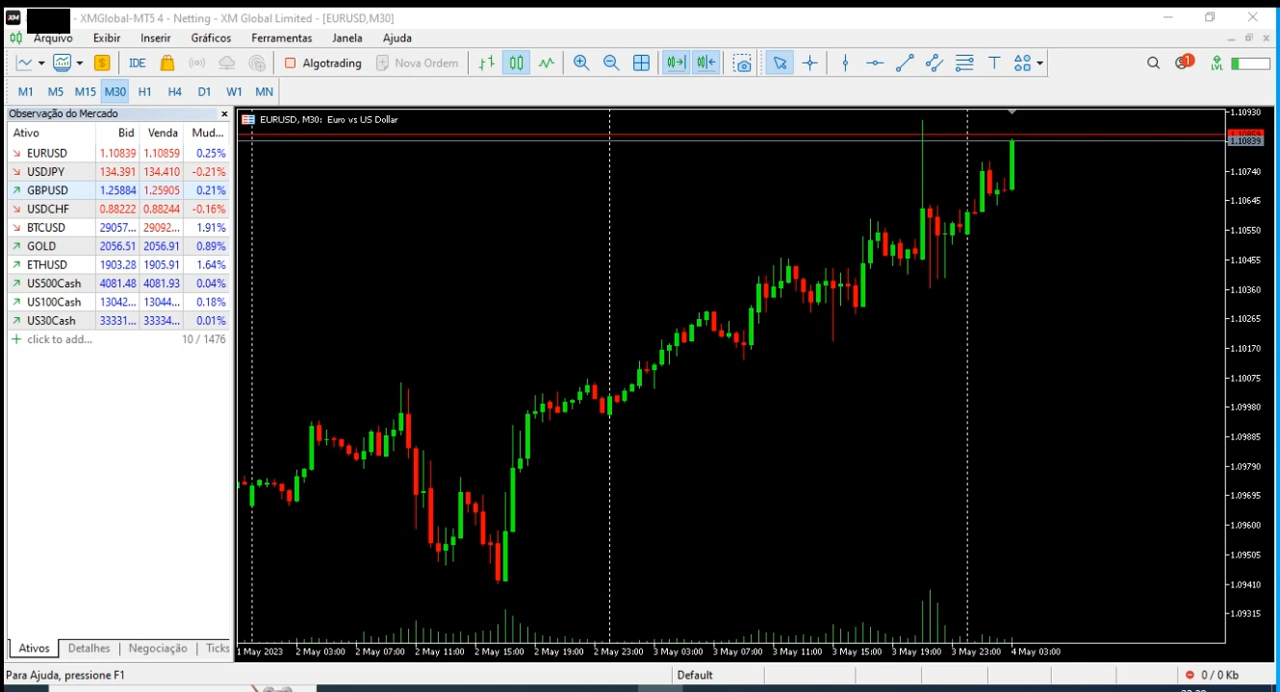 - XMGlobal-MT5 4 - Netting - XM Global Limited - [EURUSD,M30]
Arquivo Exibir Inserir Gráficos Ferramentas Janela Ajuda
IDE Algotrading Nova Ordem 1 LVL
M1 M5 M15 M30 H1 H4 D1 W1 MN
Observação do Mercado
Ativo Bid Venda Mud...
EURUSD 1.10839 1.10859 0.25%
USDJPY 134.391 134.410 -0.21%
GBPUSD 1.25884 1.25905 0.21%
USDCHF 0.88222 0.88244 -0.16%
BTCUSD 29057... 29092... 1.91%
GOLD 2056.51 2056.91 0.89%
ETHUSD 1903.28 1905.91 1.64%
US500Cash 4081.48 4081.93 0.04%
US100Cash 13042... 13044... 0.18%
US30Cash 33331... 33334... 0.01%
click to add... 10 / 1476
EURUSD, M30: Euro vs US Dollar
1.10930
1.10859
1.10839
1.10740
1.10645
1.10550
1.10455
1.10360
1.10265
1.10170
1.10075
1.09980
1.09885
1.09790
1.09695
1.09600
1.09505
1.09410
1.09315
1 May 2023 2 May 03:00 2 May 07:00 2 May 11:00 2 May 15:00 2 May 19:00 2 May 23:00 3 May 03:00 3 May 07:00 3 May 11:00 3 May 15:00 3 May 19:00 3 May 23:00 4 May 03:00
Ativos Detalhes Negociação Ticks
Para Ajuda, pressione F1 Default 0 / 0 Kb